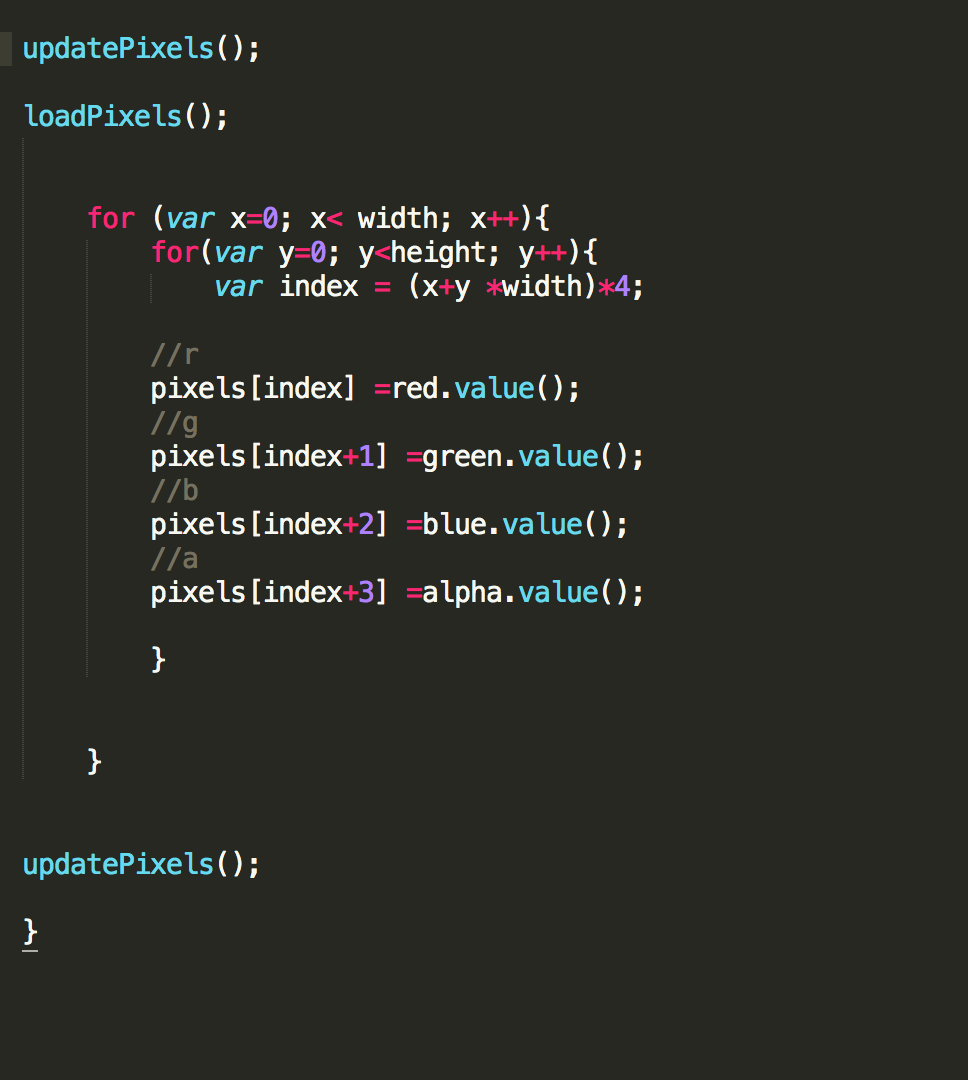 updatePixels();
loadPixels();
for (var x=0; x< width; x++){
for(var y=0; y<height; y++){
var index = (x+y *width)*4;
//r
pixels[index] =red.value();
//g
pixels[index+1] =green.value();
//b
pixels[index+2] =blue.value();
//a
pixels[index+3] =alpha.value();
}
}
updatePixels();
}